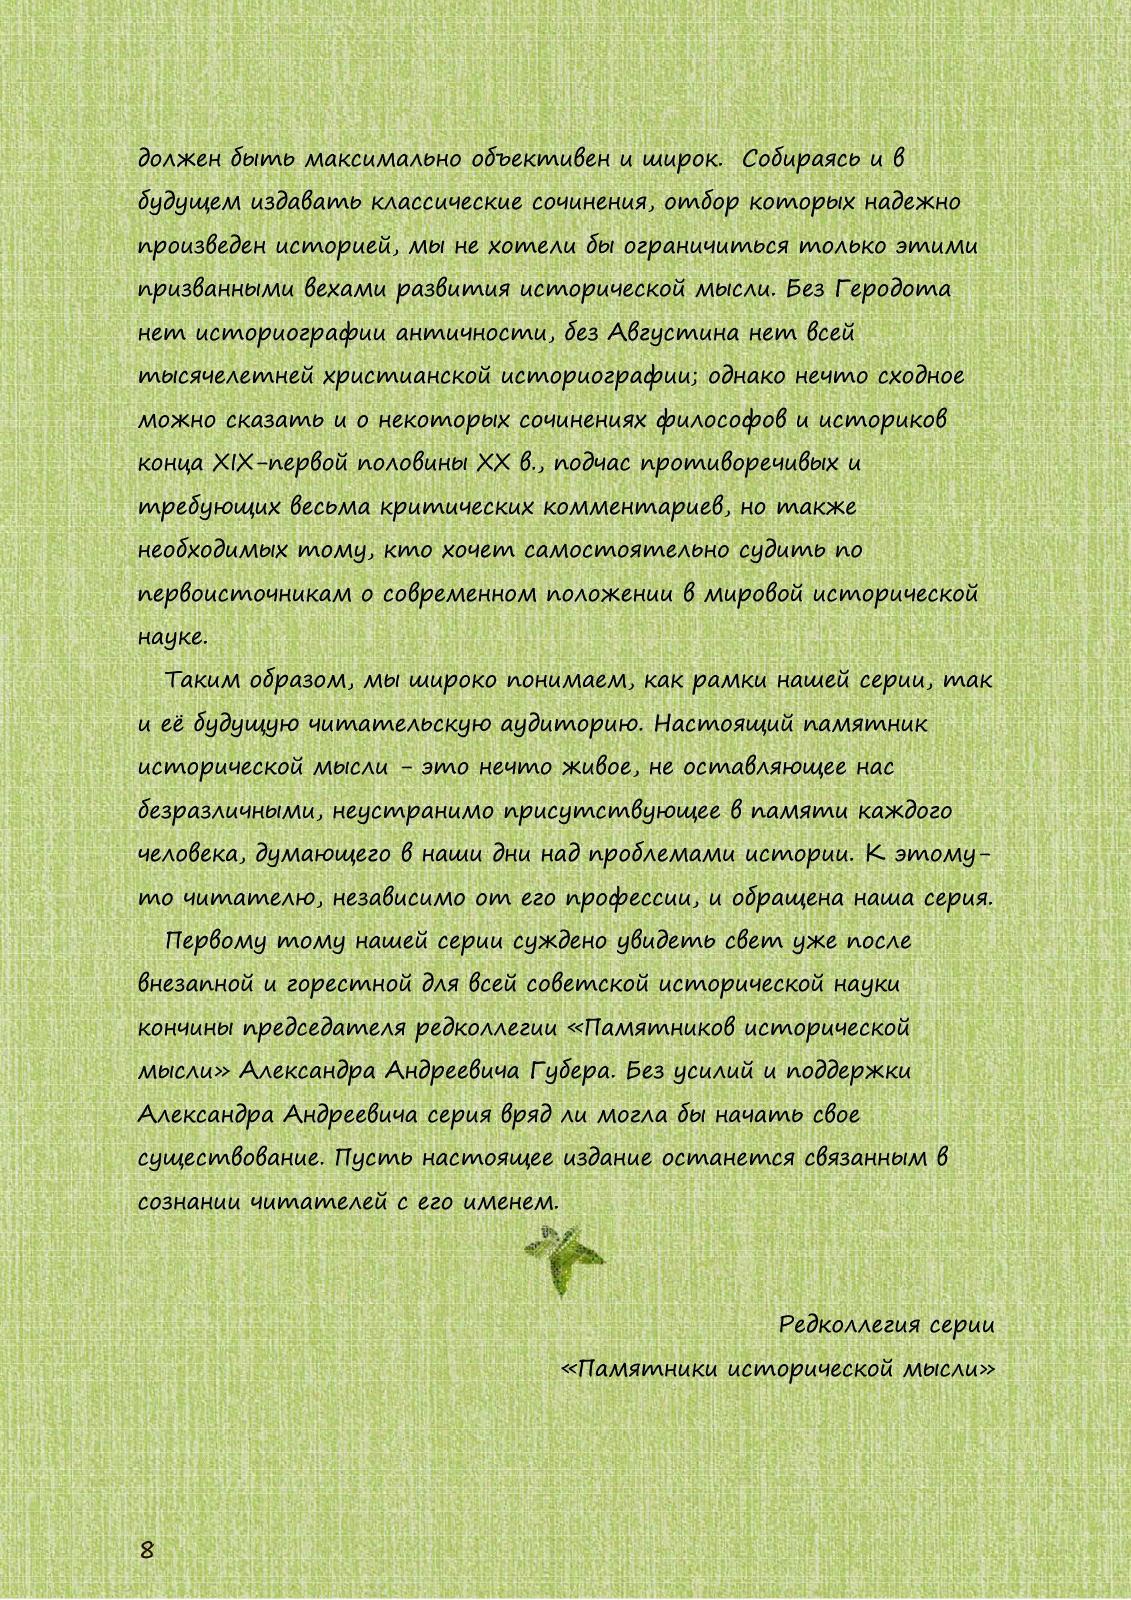 должен быть максимально объективен и широк.  Собираясь и в
будущем издавать классические сочинения, отбор которых надежно
произведен историей, мы не хотели бы ограничиться только этими
призванными вехами развития исторической мысли. Без Геродота
нет историографии античности, без Августина нет всей
тысячелетней христианской историографии; однако нечто сходное
можно сказать и о некоторых сочинениях философов и историков
конца XIX-первой половины XX в., подчас противоречивых и
требующих весьма критических комментариев, но также
необходимых тому, кто хочет самостоятельно судить по
первоисточникам о современном положении в мировой исторической
науке.
Таким образом, мы широко понимаем, как рамки нашей серии, так
и её будущую читательскую аудиторию. Настоящий памятник
исторической мысли - это нечто живое, не оставляющее нас
безразличными, неустранимо присутствующее в памяти каждого
человека, думающего в наши дни над проблемами истории. К этому-
то читателю, независимо от его профессии, и обращена наша серия.
Первому тому нашей серии суждено увидеть свет уже после
внезапной и горестной для всей советской исторической науки
кончины председателя редколлегии «Памятников исторической
мысли» Александра Андреевича Губера. Без усилий и поддержки
Александра Андреевича серия вряд ли могла бы начать свое
существование. Пусть настоящее издание останется связанным в
сознании читателей с его именем.
Редколлегия серии
«Памятники исторической мысли»
8